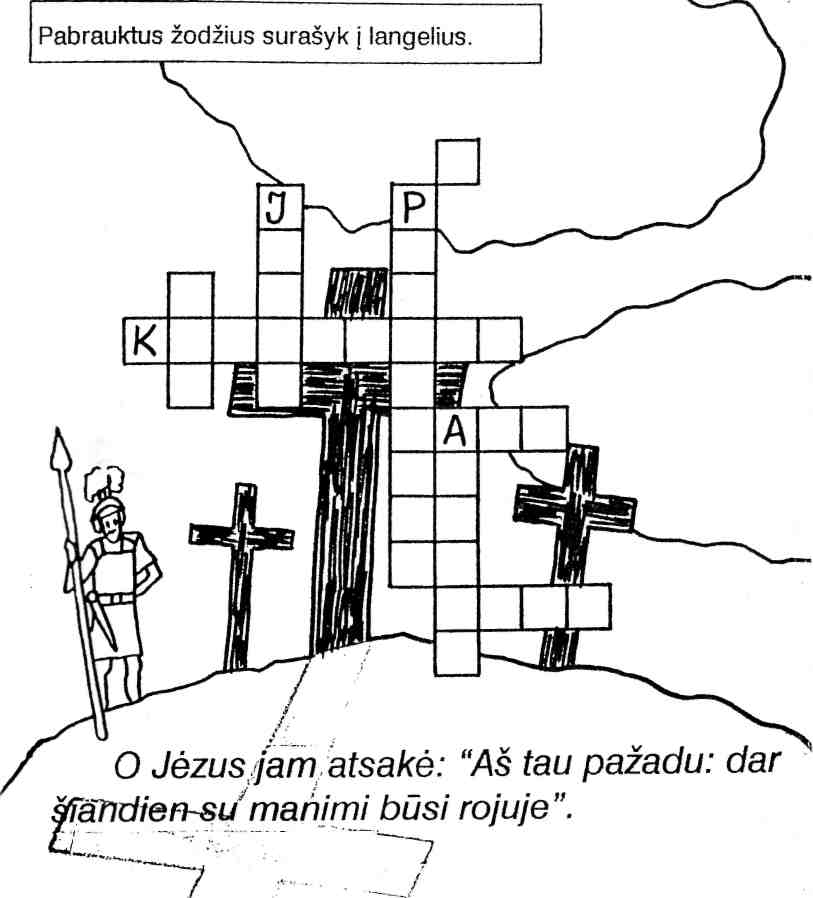 Pabrauktus žodžius surašyk į langelius.
J
P
K
A
O Jėzus jam atsakė: “Aš tau pažadu: dar
šiandien su manimi būsi rojuje”.